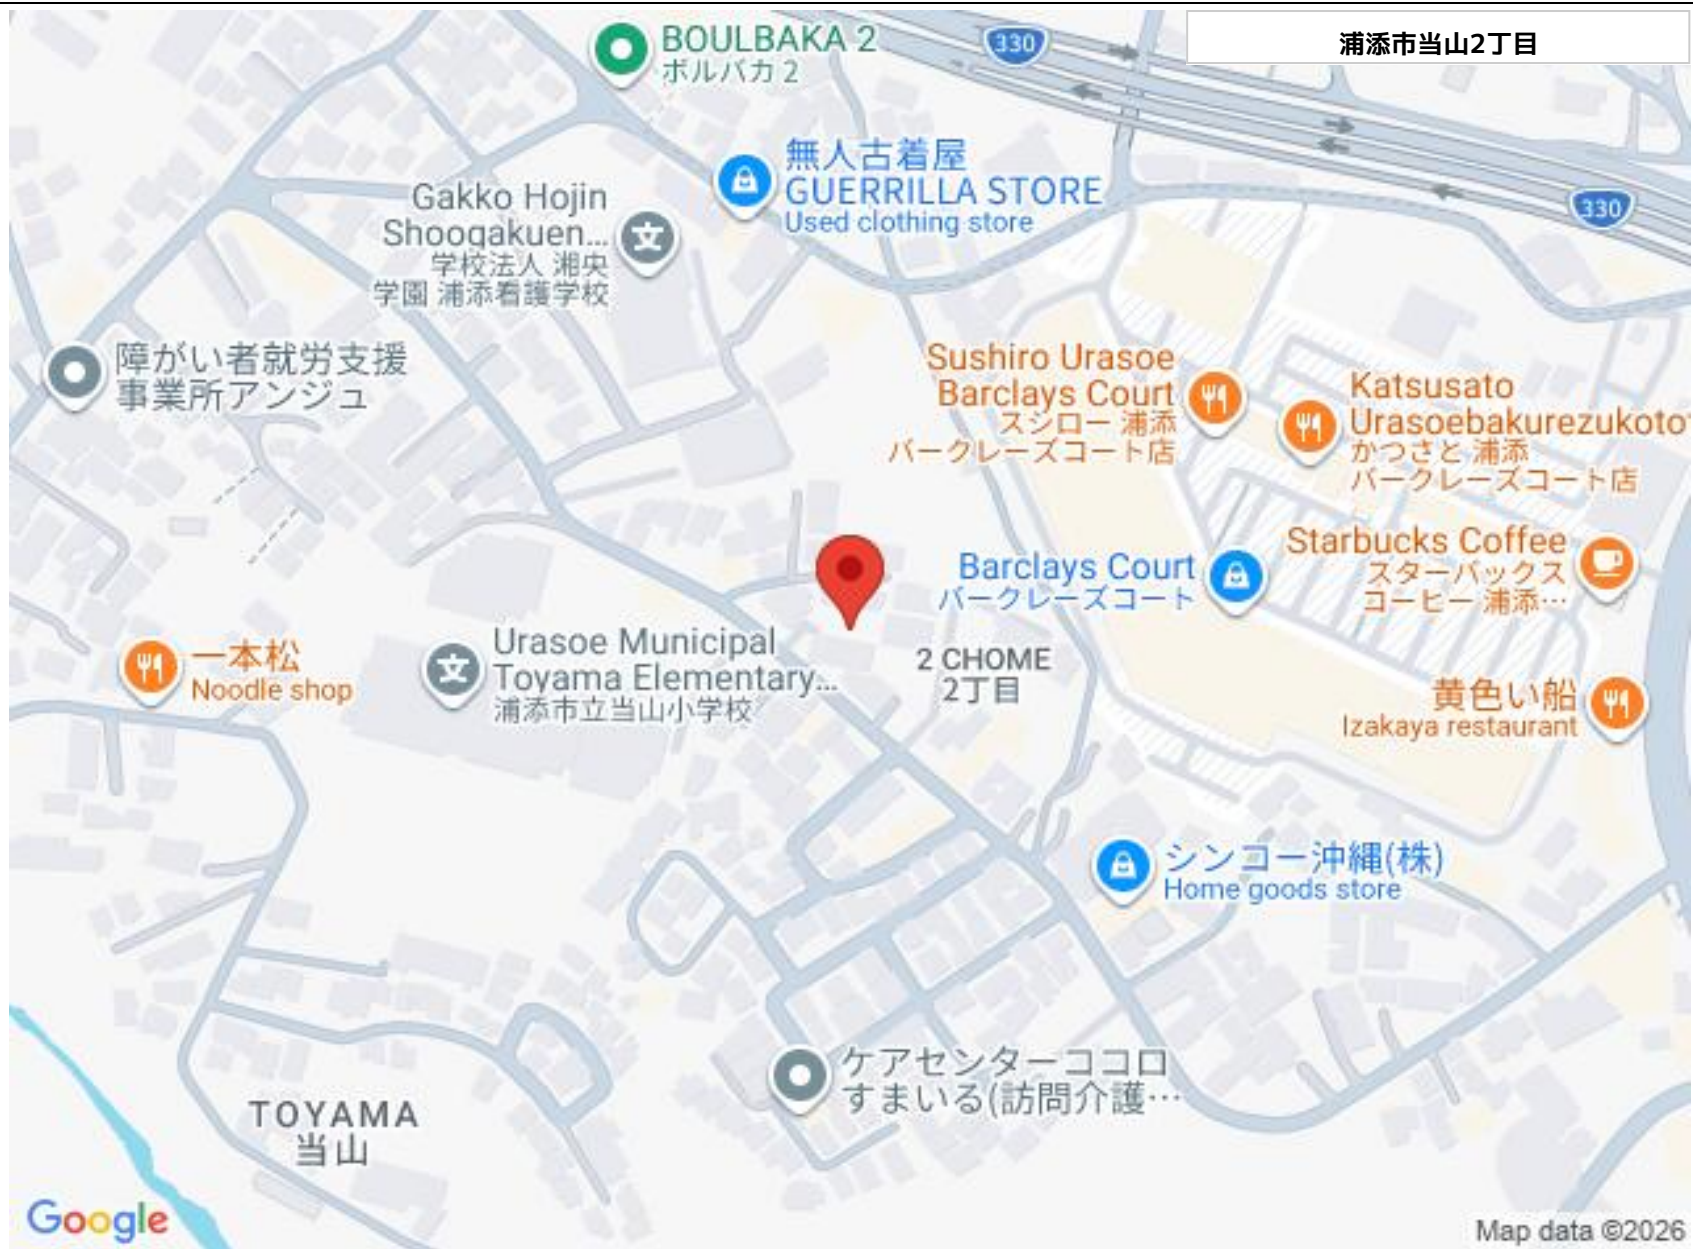 浦添市当山2丁目
BOULBAKA 2
ボルバカ 2
330
無人古着屋
GUERRILLA STORE
Used clothing store
330
Gakko Hojin
Shoogakuen...
学校法人 湘央
学園 浦添看護学校
障がい者就労支援
事業所アンジュ
Sushiro Urasoe
Barclays Court
スシロー 浦添
バークレーズコート店
Katsusato
Urasoebakurezukoto
かつさと 浦添
バークレーズコート店
Barclays Court
バークレーズコート
Starbucks Coffee
スターバックス
コーヒー 浦添…
一本松
Noodle shop
Urasoe Municipal
Toyama Elementary...
浦添市立当山小学校
2 CHOME
2丁目
黄色い船
Izakaya restaurant
シンコー沖縄(株)
Home goods store
ケアセンターココロ
すまいる(訪問介護…
TOYAMA
当山
Google
Map data ©2026